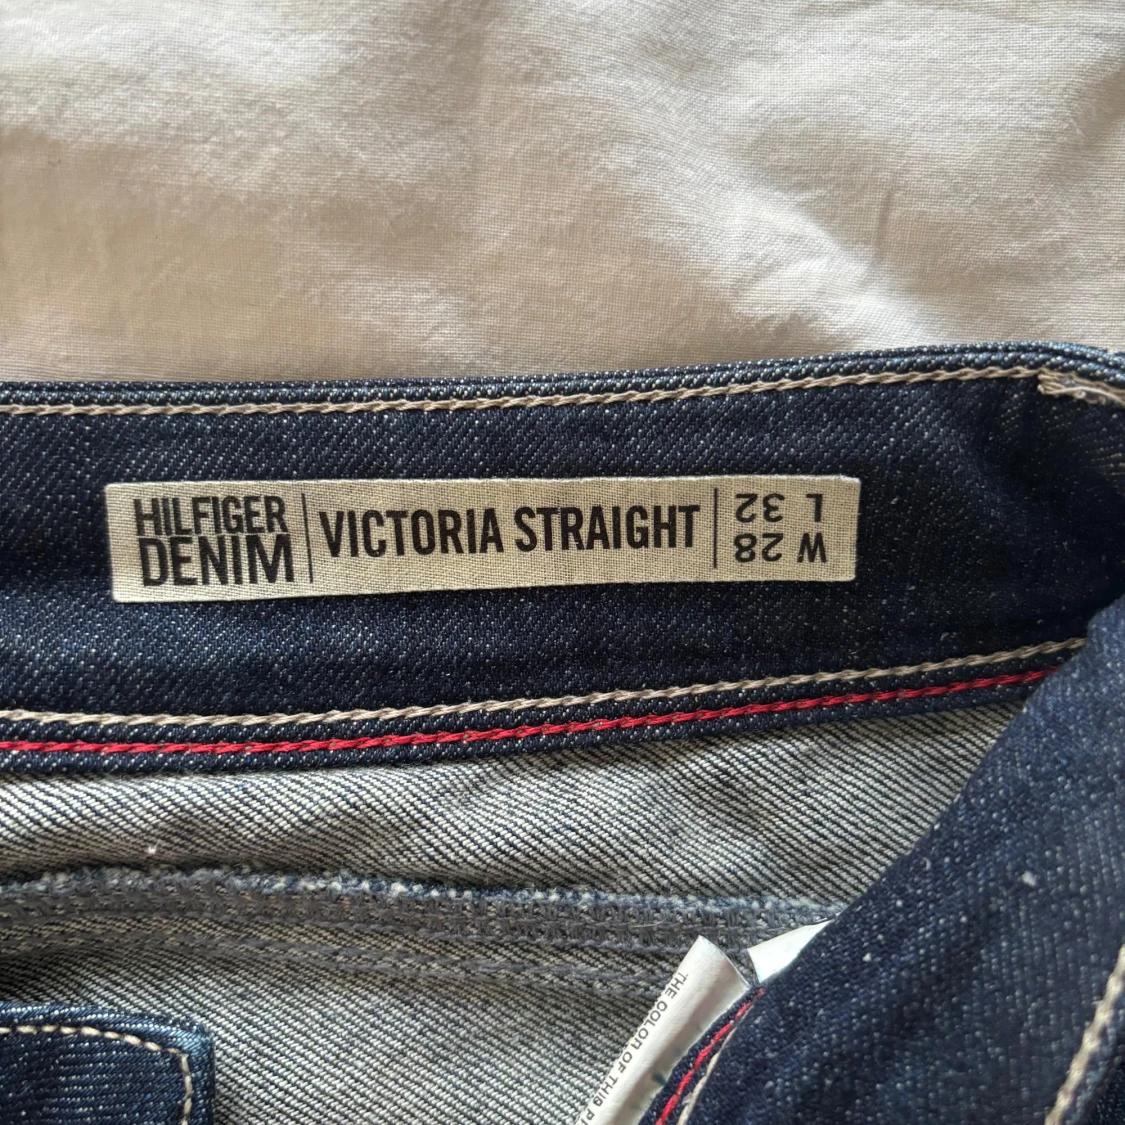 HILFIGER
DENIM
VICTORIA STRAIGHT
W 28
L 32
THE COLOR OF THIS